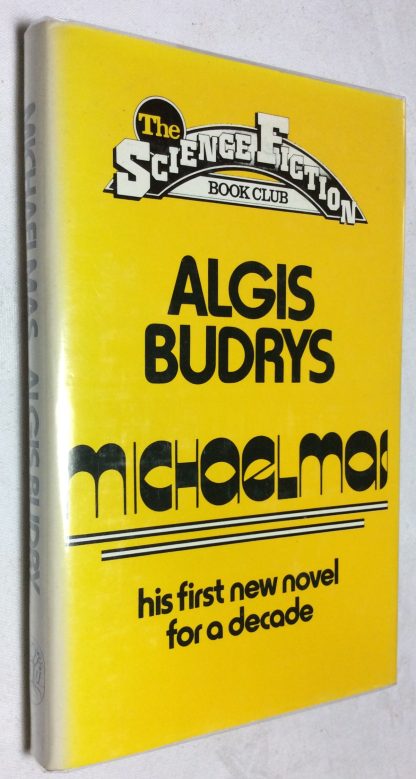 The
SCIENCE FICTION
BOOK CLUB
ALGIS
BUDRYS
MICHAELMAS
his first new novel
for a decade
MICHAELMAS ALGIS BUDRYS